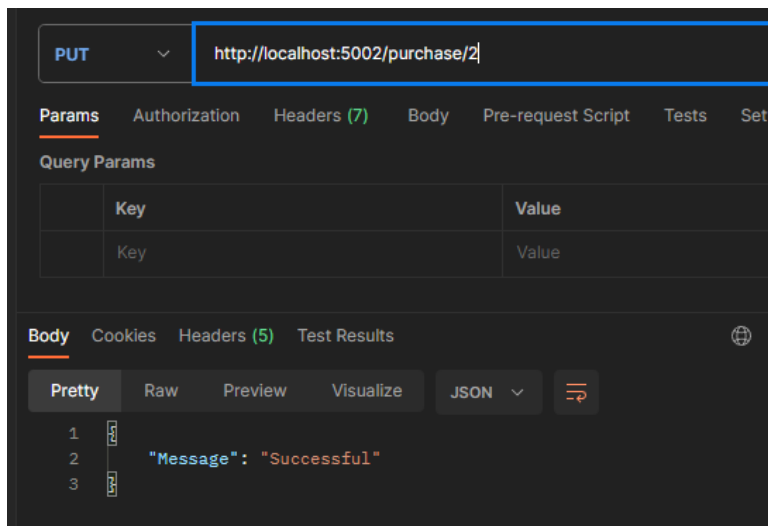 PUT http://localhost:5002/purchase/2
Params Authorization Headers (7) Body Pre-request Script Tests Set
Query Params
Key Value
Key Value
Body Cookies Headers (5) Test Results
Pretty Raw Preview Visualize JSON
1 {
2 "Message": "Successful"
3 }